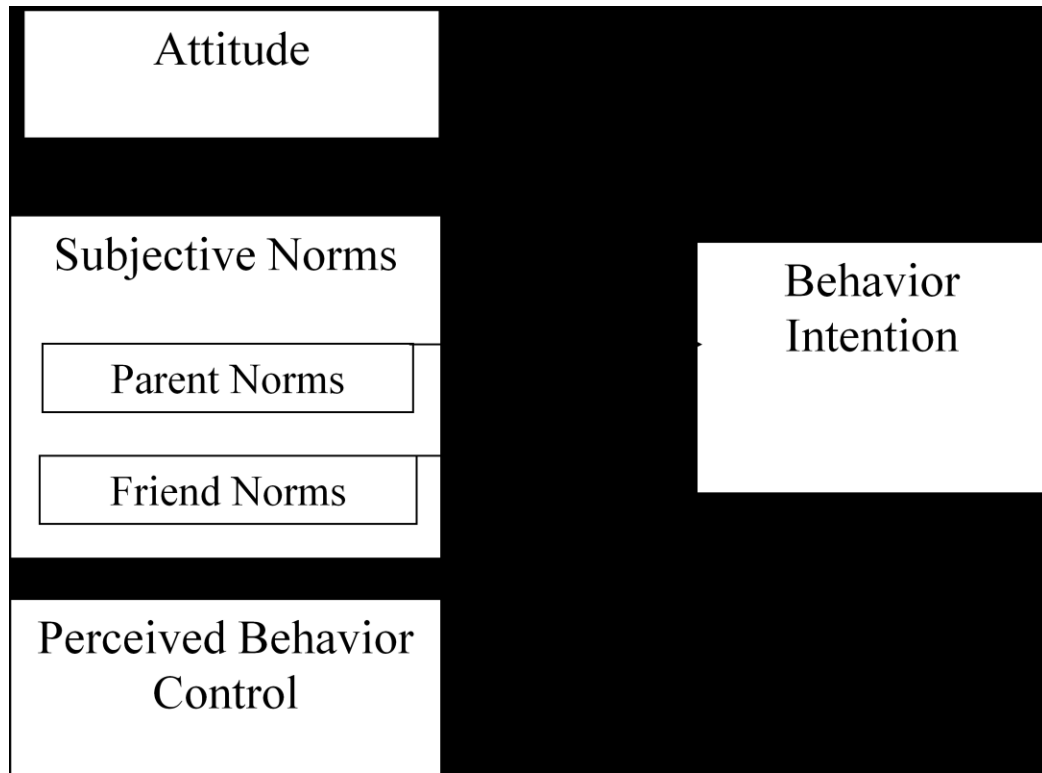 Attitude
Subjective Norms
Parent Norms
Friend Norms
Perceived Behavior
Control
Behavior
Intention